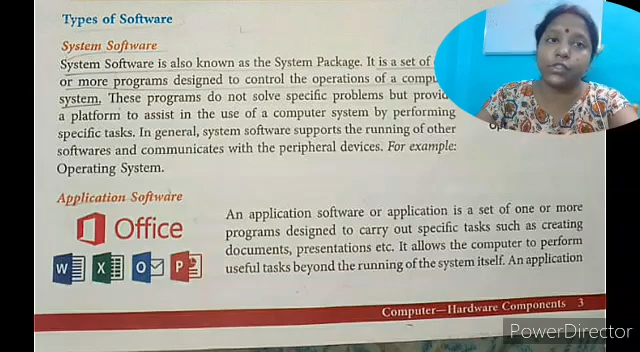 Types of Software
System Software
System Software is also known as the System Package. It is a set of
or more programs designed to control the operations of a compu
system. These programs do not solve specific problems but provi
a platform to assist in the use of a computer system by performing
specific tasks. In general, system software supports the running of other
softwares and communicates with the peripheral devices. For example:
Operating System.
Application Software
Office
W X O P
An application software or application is a set of one or more
programs designed to carry out specific tasks such as creating
documents, presentations etc. It allows the computer to perform
useful tasks beyond the running of the system itself. An application
Computer—Hardware Components 3
PowerDirector